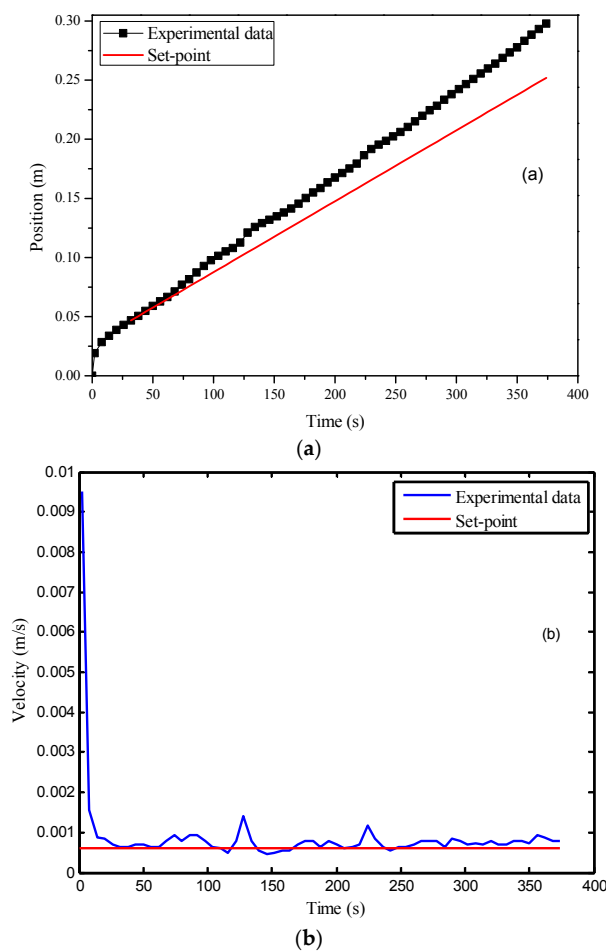 (a)
0.30
Experimental data
Set-point
0.25
0.20
0.15
0.10
0.05
0.00
Position (m)
(a)
0 50 100 150 200 250 300 350 400
Time (s)
(a)
0.01
0.009
0.008
0.007
0.006
0.005
0.004
0.003
0.002
0.001
0
Velocity (m/s)
Experimental data
Set-point
(b)
0 50 100 150 200 250 300 350 400
Time (s)
(b)